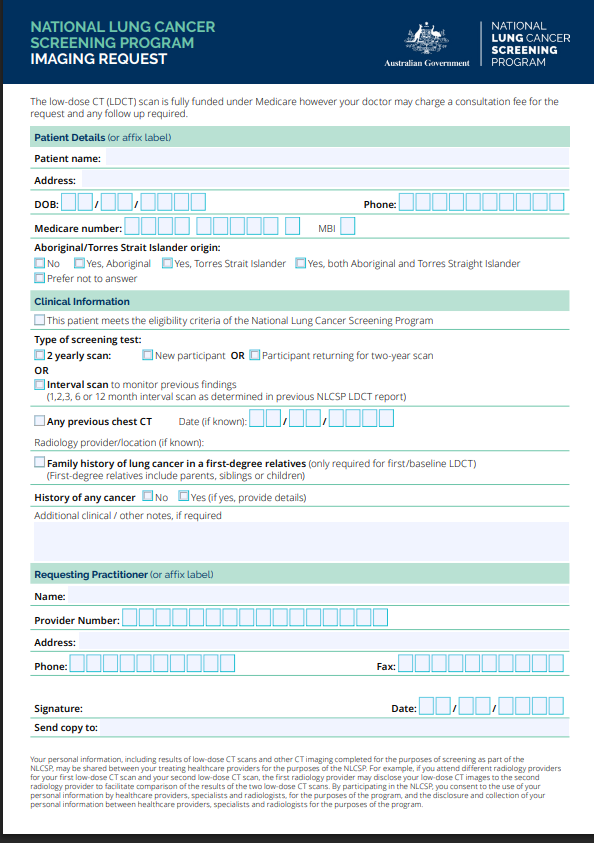 NATIONAL LUNG CANCER
SCREENING PROGRAM
IMAGING REQUEST
Australian Government
NATIONAL
LUNG CANCER
SCREENING
PROGRAM
The low-dose CT (LDCT) scan is fully funded under Medicare however your doctor may charge a consultation fee for the
request and any follow up required.
Patient Details (or affix label)
Patient name:
Address:
DOB: / / Phone:
Medicare number: MBI
Aboriginal/Torres Strait Islander origin:
No Yes, Aboriginal Yes, Torres Strait Islander Yes, both Aboriginal and Torres Straight Islander
Prefer not to answer
Clinical Information
This patient meets the eligibility criteria of the National Lung Cancer Screening Program
Type of screening test:
2 yearly scan: New participant OR Participant returning for two-year scan
OR
Interval scan to monitor previous findings
(1,2,3, 6 or 12 month interval scan as determined in previous NLCSP LDCT report)
Any previous chest CT Date (if known): / /
Radiology provider/location (if known):
Family history of lung cancer in a first-degree relatives (only required for first/baseline LDCT)
(First-degree relatives include parents, siblings or children)
History of any cancer No Yes (if yes, provide details)
Additional clinical / other notes, if required
Requesting Practitioner (or affix label)
Name:
Provider Number:
Address:
Phone: Fax:
Signature: Date: / /
Send copy to:
Your personal information, including results of low-dose CT scans and other CT imaging completed for the purposes of screening as part of the
NLCSP, may be shared between your treating healthcare providers for the purposes of the NLCSP. For example, if you attend different radiology providers
for your first low-dose CT scan and your second low-dose CT scan, the first radiology provider may disclose your low-dose CT images to the second
radiology provider to facilitate comparison of the results of the two low-dose CT scans. By participating in the NLCSP, you consent to the use of your
personal information by healthcare providers, specialists and radiologists, for the purposes of the program, and the disclosure and collection of your
personal information between healthcare providers, specialists and radiologists for the purposes of the program.